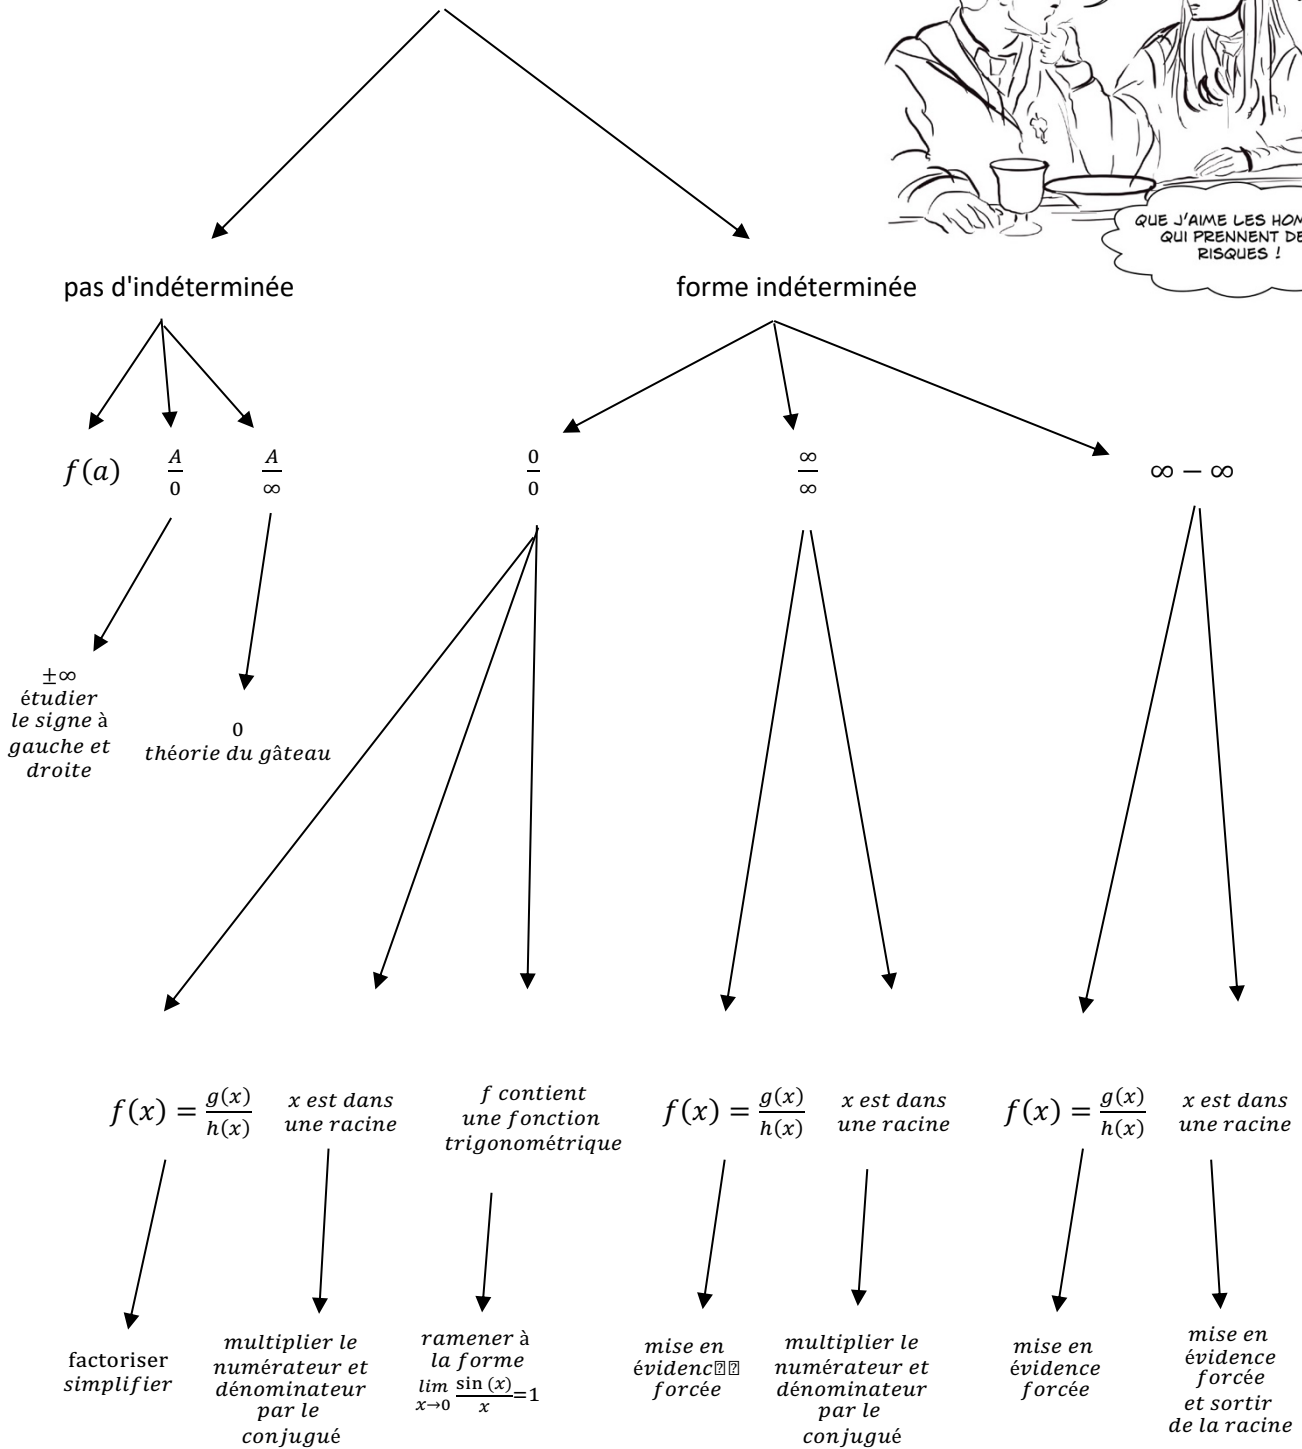 QUE J'AIME LES HOM
QUI PRENNENT DE
RISQUES !
pas d'indéterminée
forme indéterminée
f(a)
A/0
A/∞
0/0
∞/∞
∞ − ∞
±∞
étudier
le signe à
gauche et
droite
0
théorie du gâteau
f(x) = g(x)/h(x)
x est dans
une racine
f contient
une fonction
trigonométrique
f(x) = g(x)/h(x)
x est dans
une racine
f(x) = g(x)/h(x)
x est dans
une racine
factoriser
simplifier
multiplier le
numérateur et
dénominateur
par le
conjugué
ramener à
la forme
lim x→0 sin (x)/x =1
mise en
évidenc
forcée
multiplier le
numérateur et
dénominateur
par le
conjugué
mise en
évidence
forcée
mise en
évidence
forcée
et sortir
de la racine